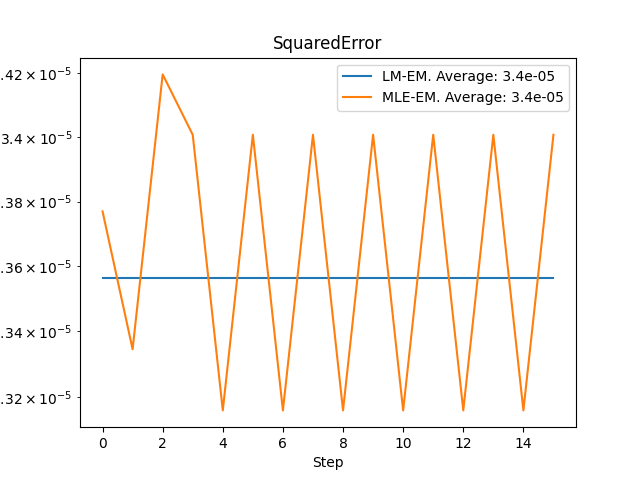 SquaredError
.42 × 10⁻⁵
3.4 × 10⁻⁵
.38 × 10⁻⁵
.36 × 10⁻⁵
.34 × 10⁻⁵
.32 × 10⁻⁵
LM-EM. Average: 3.4e-05
MLE-EM. Average: 3.4e-05
0 2 4 6 8 10 12 14
Step